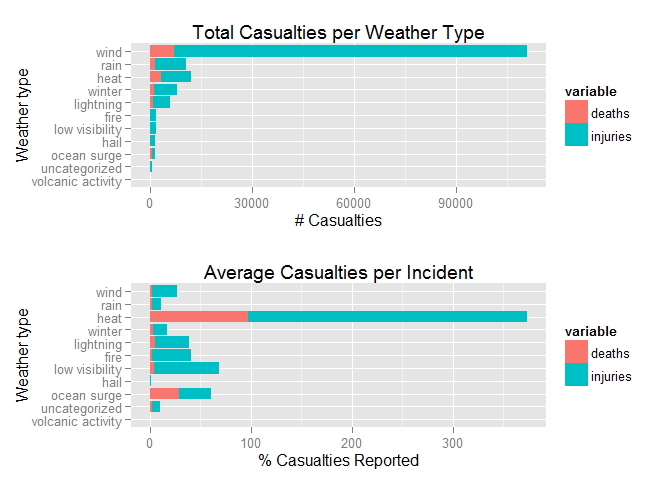 Total Casualties per Weather Type
Weather type
wind
rain
heat
winter
lightning
fire
low visibility
hail
ocean surge
uncategorized
volcanic activity
0 30000 60000 90000
# Casualties
variable
deaths
injuries
Average Casualties per Incident
Weather type
wind
rain
heat
winter
lightning
fire
low visibility
hail
ocean surge
uncategorized
volcanic activity
0 100 200 300
% Casualties Reported
variable
deaths
injuries